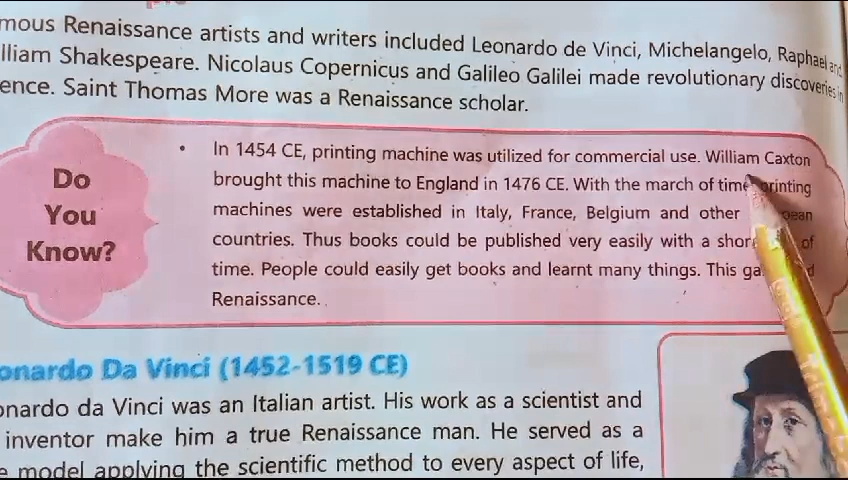 mous Renaissance artists and writers included Leonardo de Vinci, Michelangelo, Raphael and
lliam Shakespeare. Nicolaus Copernicus and Galileo Galilei made revolutionary discoveries in
ence. Saint Thomas More was a Renaissance scholar.
Do
You
Know?
• In 1454 CE, printing machine was utilized for commercial use. William Caxton
brought this machine to England in 1476 CE. With the march of time printing
machines were established in Italy, France, Belgium and other
countries. Thus books could be published very easily with a of
time. People could easily get books and learnt many things. This
Renaissance.
onardo Da Vinci (1452-1519 CE)
onardo da Vinci was an Italian artist. His work as a scientist and
inventor make him a true Renaissance man. He served as a
e model applying the scientific method to every aspect of life,